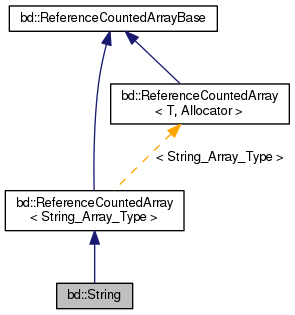 bd::ReferenceCountedArrayBase
bd::ReferenceCountedArray
< T, Allocator >
< String_Array_Type >
bd::ReferenceCountedArray
< String_Array_Type >
bd::String